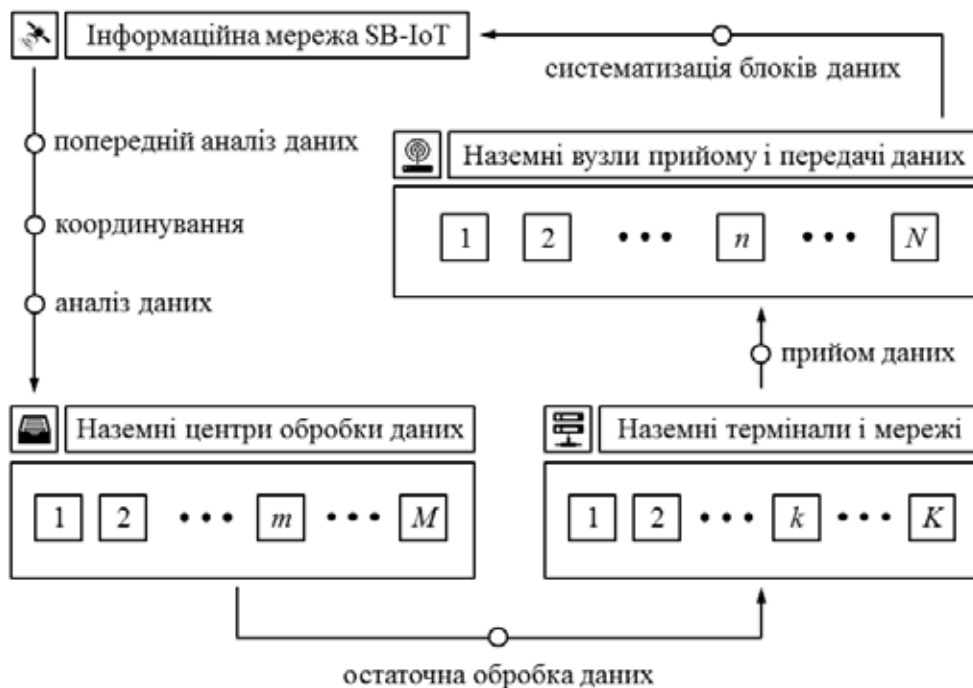 Інформаційна мережа SB-IoT
систематизація блоків даних
попередній аналіз даних
Наземні вузли прийому і передачі даних
координування
1 2 ••• n ••• N
аналіз даних
прийом даних
Наземні центри обробки даних
Наземні термінали і мережі
1 2 ••• m ••• M
1 2 ••• k ••• K
остаточна обробка даних